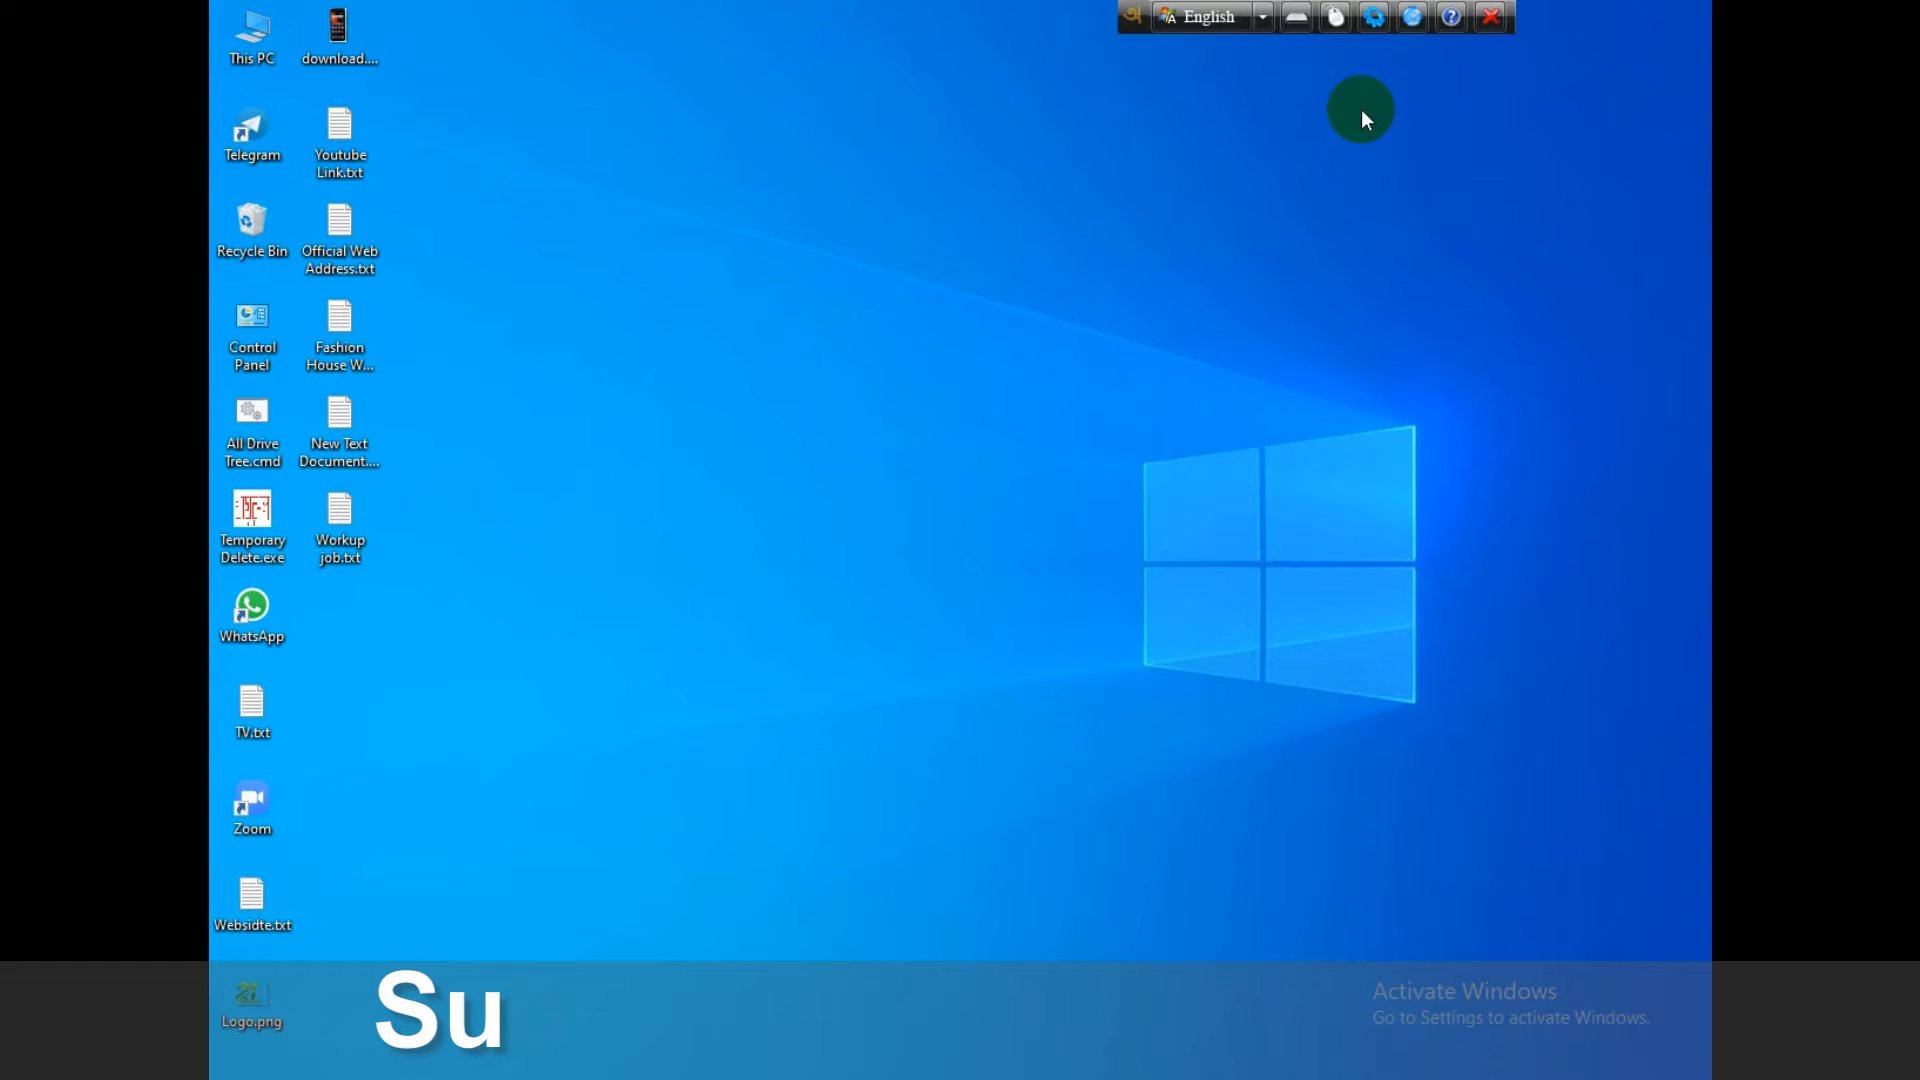 This PC
download....
Telegram
Youtube
Link.txt
Recycle Bin
Official Web
Address.txt
Control
Panel
Fashion
House W...
All Drive
Tree.cmd
New Text
Document....
Temporary
Delete.exe
Workup
job.txt
WhatsApp
TV.txt
Zoom
Websidte.txt
Logo.png
অ
English
Su
Activate Windows
Go to Settings to activate Windows.